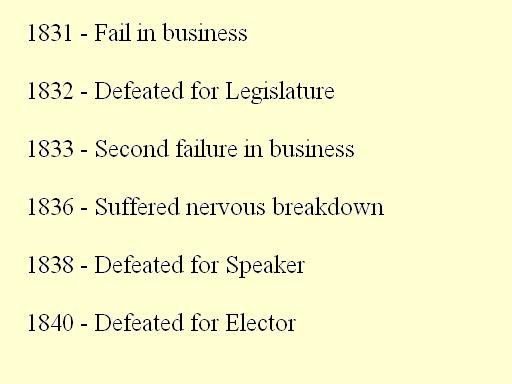 1831 - Fail in business
1832 - Defeated for Legislature
1833 - Second failure in business
1836 - Suffered nervous breakdown
1838 - Defeated for Speaker
1840 - Defeated for Elector